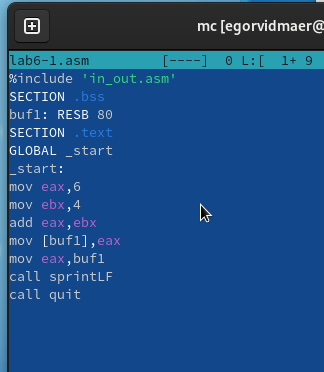 mc [egorvidmaer@
lab6-1.asm [----] 0 L:[ 1+ 9
%include 'in_out.asm'
SECTION .bss
buf1: RESB 80
SECTION .text
GLOBAL _start
_start:
mov eax,6
mov ebx,4
add eax,ebx
mov [buf1],eax
mov eax,buf1
call sprintLF
call quit